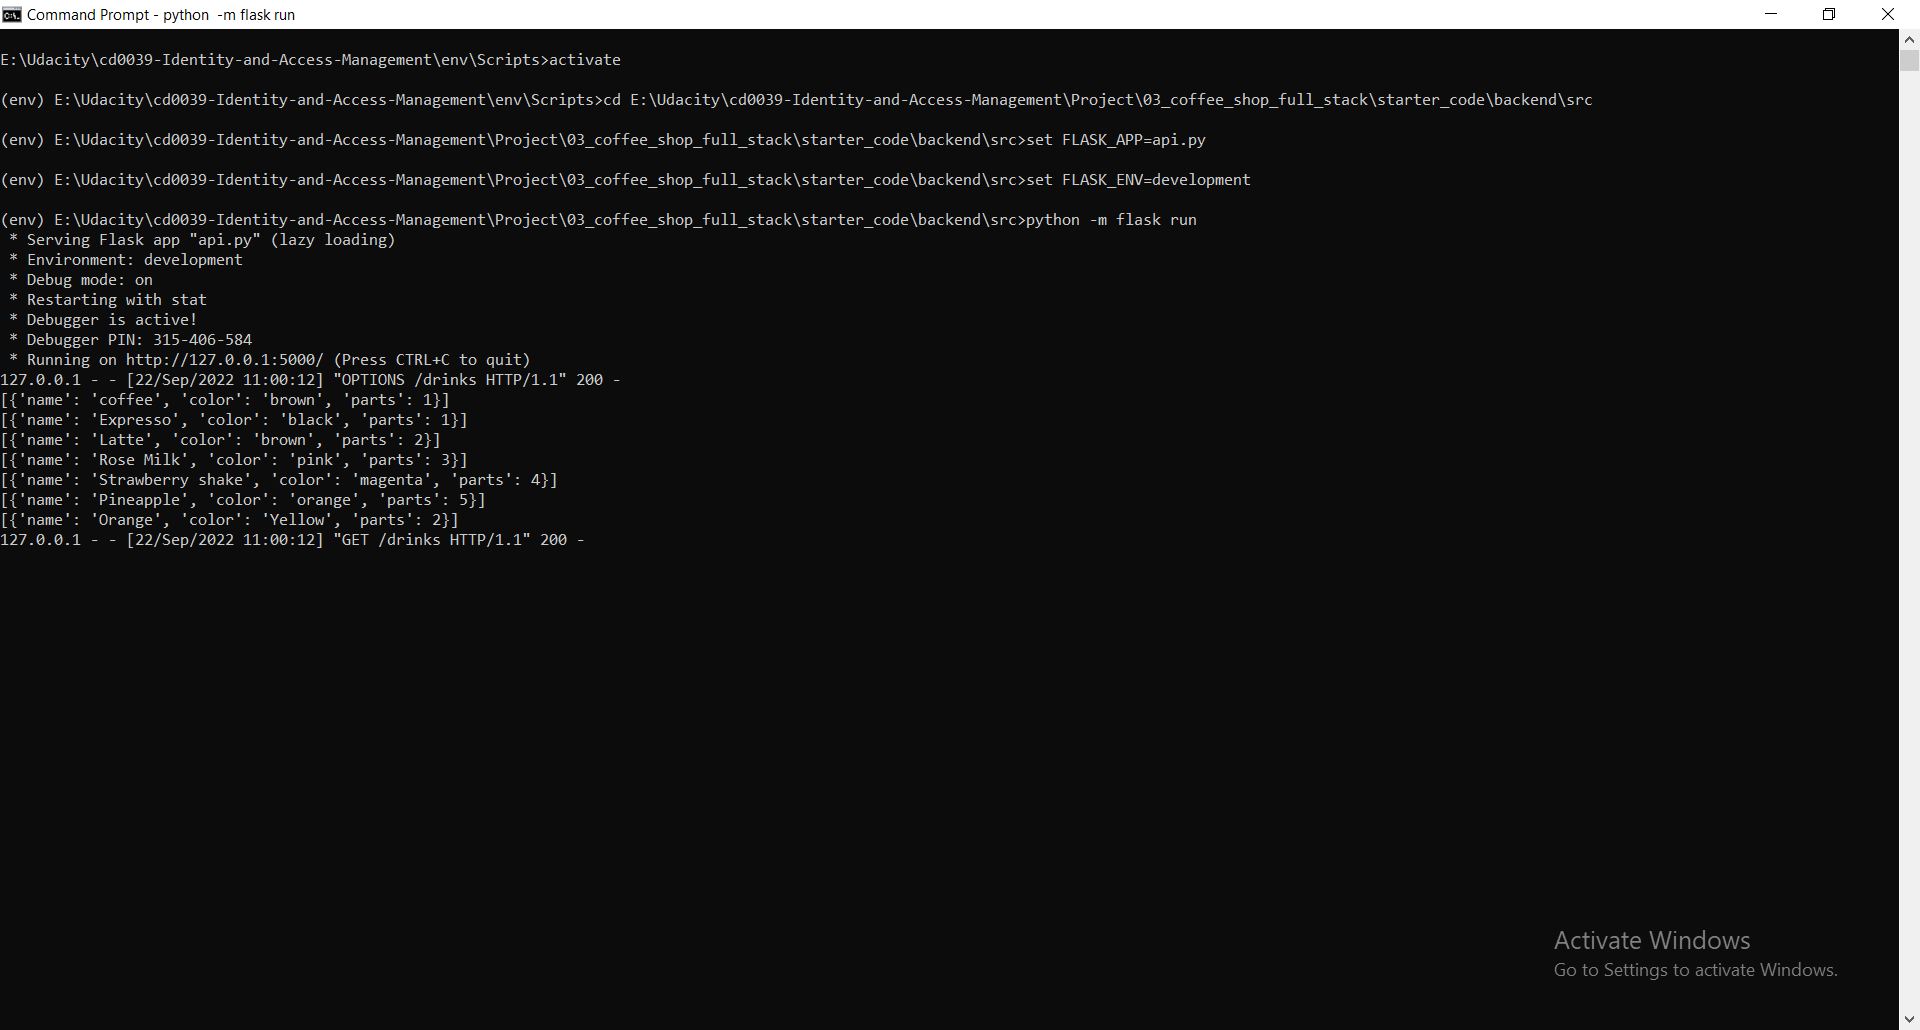 Command Prompt - python  -m flask run
E:\Udacity\cd0039-Identity-and-Access-Management\env\Scripts>activate
(env) E:\Udacity\cd0039-Identity-and-Access-Management\env\Scripts>cd E:\Udacity\cd0039-Identity-and-Access-Management\Project\03_coffee_shop_full_stack\starter_code\backend\src
(env) E:\Udacity\cd0039-Identity-and-Access-Management\Project\03_coffee_shop_full_stack\starter_code\backend\src>set FLASK_APP=api.py
(env) E:\Udacity\cd0039-Identity-and-Access-Management\Project\03_coffee_shop_full_stack\starter_code\backend\src>set FLASK_ENV=development
(env) E:\Udacity\cd0039-Identity-and-Access-Management\Project\03_coffee_shop_full_stack\starter_code\backend\src>python -m flask run
 * Serving Flask app "api.py" (lazy loading)
 * Environment: development
 * Debug mode: on
 * Restarting with stat
 * Debugger is active!
 * Debugger PIN: 315-406-584
 * Running on http://127.0.0.1:5000/ (Press CTRL+C to quit)
127.0.0.1 - - [22/Sep/2022 11:00:12] "OPTIONS /drinks HTTP/1.1" 200 -
[{'name': 'coffee', 'color': 'brown', 'parts': 1}]
[{'name': 'Expresso', 'color': 'black', 'parts': 1}]
[{'name': 'Latte', 'color': 'brown', 'parts': 2}]
[{'name': 'Rose Milk', 'color': 'pink', 'parts': 3}]
[{'name': 'Strawberry shake', 'color': 'magenta', 'parts': 4}]
[{'name': 'Pineapple', 'color': 'orange', 'parts': 5}]
[{'name': 'Orange', 'color': 'Yellow', 'parts': 2}]
127.0.0.1 - - [22/Sep/2022 11:00:12] "GET /drinks HTTP/1.1" 200 -
Activate Windows
Go to Settings to activate Windows.